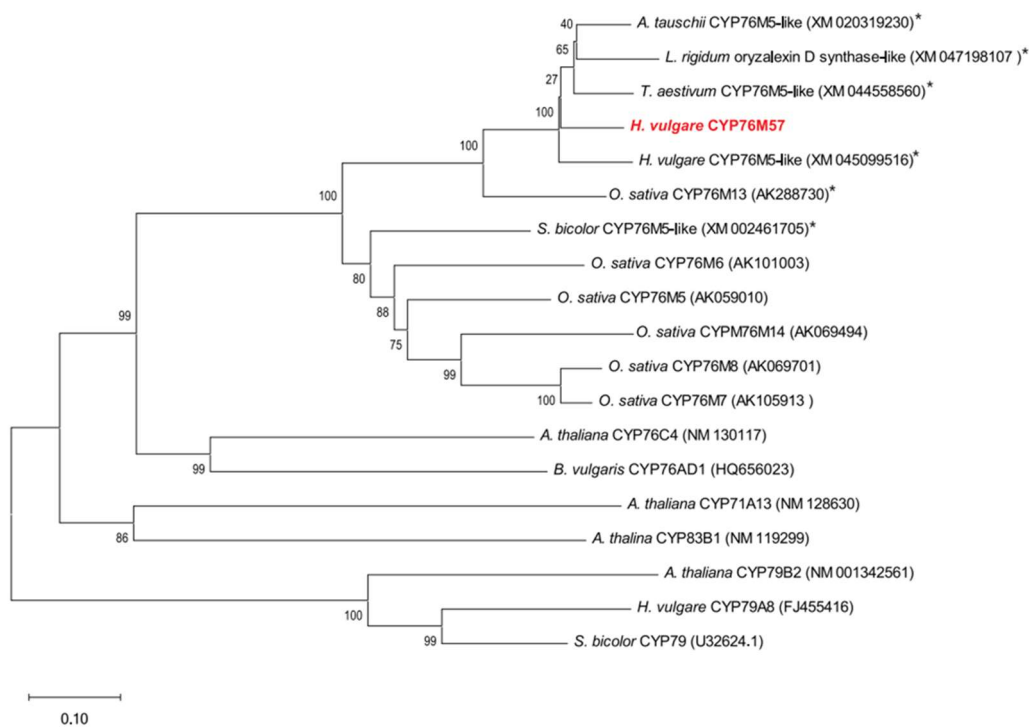 40
A. tauschii CYP76M5-like (XM 020319230)*
65
L. rigidum oryzalexin D synthase-like (XM 047198107 )*
27
T. aestivum CYP76M5-like (XM 044558560)*
100
H. vulgare CYP76M57
100
H. vulgare CYP76M5-like (XM 045099516)*
100
O. sativa CYP76M13 (AK288730)*
S. bicolor CYP76M5-like (XM 002461705)*
80
O. sativa CYP76M6 (AK101003)
88
O. sativa CYP76M5 (AK059010)
99
75
O. sativa CYPM76M14 (AK069494)
99
O. sativa CYP76M8 (AK069701)
100
O. sativa CYP76M7 (AK105913 )
A. thaliana CYP76C4 (NM 130117)
99
B. vulgaris CYP76AD1 (HQ656023)
A. thaliana CYP71A13 (NM 128630)
86
A. thalina CYP83B1 (NM 119299)
A. thaliana CYP79B2 (NM 001342561)
100
H. vulgare CYP79A8 (FJ455416)
99
S. bicolor CYP79 (U32624.1)
0.10